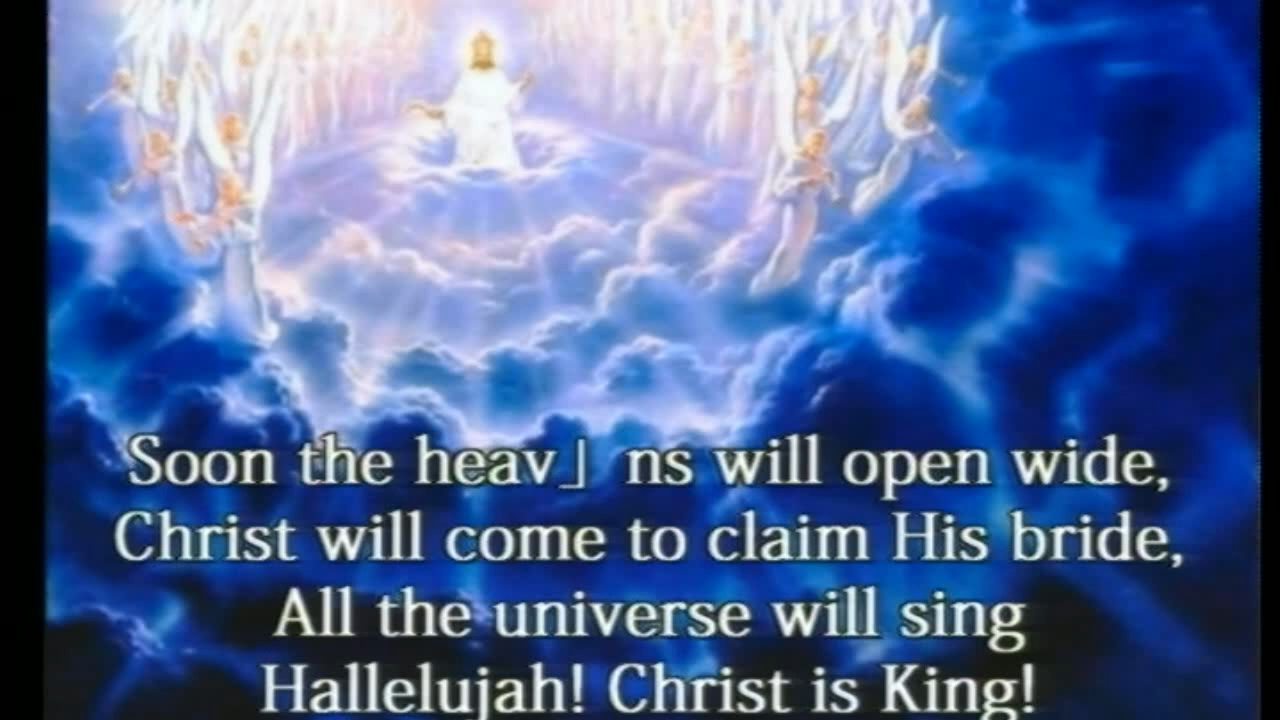 Soon the heav」 ns will open wide,
Christ will come to claim His bride,
All the universe will sing
Hallelujah! Christ is King!